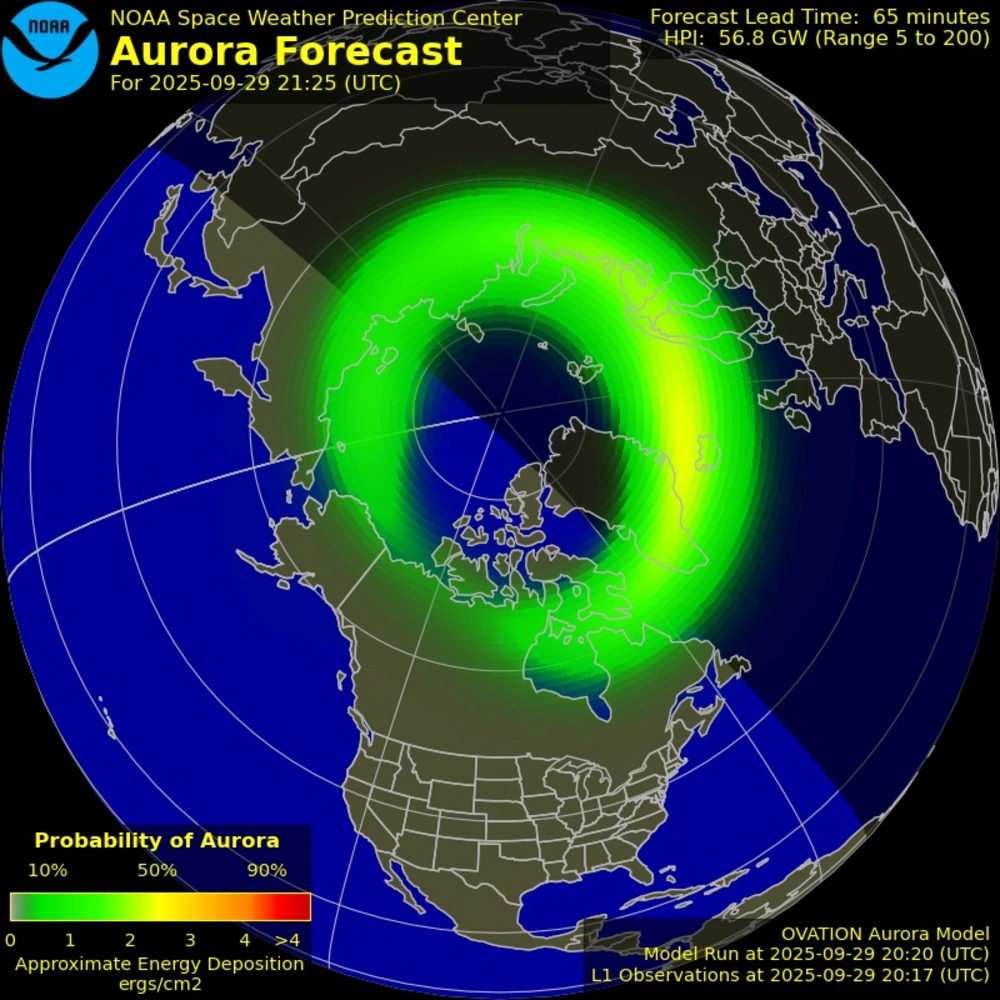 NOAA
NOAA Space Weather Prediction Center
Aurora Forecast
For 2025-09-29 21:25 (UTC)
Forecast Lead Time: 65 minutes
HPI: 56.8 GW (Range 5 to 200)
Probability of Aurora
10% 50% 90%
0 1 2 3 4 >4
Approximate Energy Deposition
ergs/cm2
OVATION Aurora Model
Model Run at 2025-09-29 20:20 (UTC)
L1 Observations at 2025-09-29 20:17 (UTC)